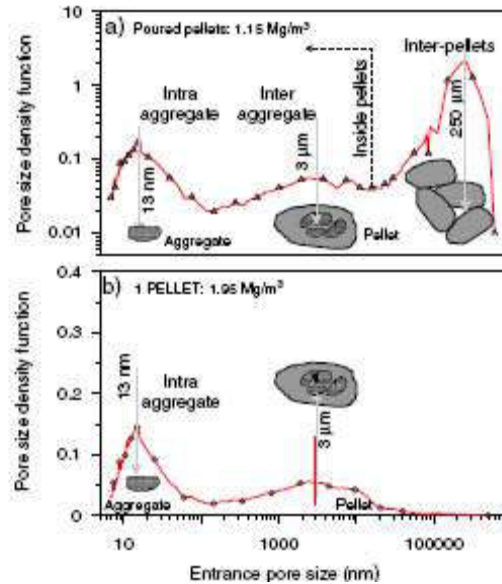 a) Poured pellets: 1.15 Mg/m³
Pore size density function
10
1
0.1
0.01
Intra
aggregate
Inter
aggregate
Inside pellets
Inter-pellets
13 nm
3 µm
250 µm
Aggregate
Pellet
b) 1 PELLET: 1.95 Mg/m³
Pore size density function
0.4
0.3
0.2
0.1
0
13 nm
Intra
aggregate
3 µm
Aggregate
Pellet
10
1000
100000
Entrance pore size (nm)